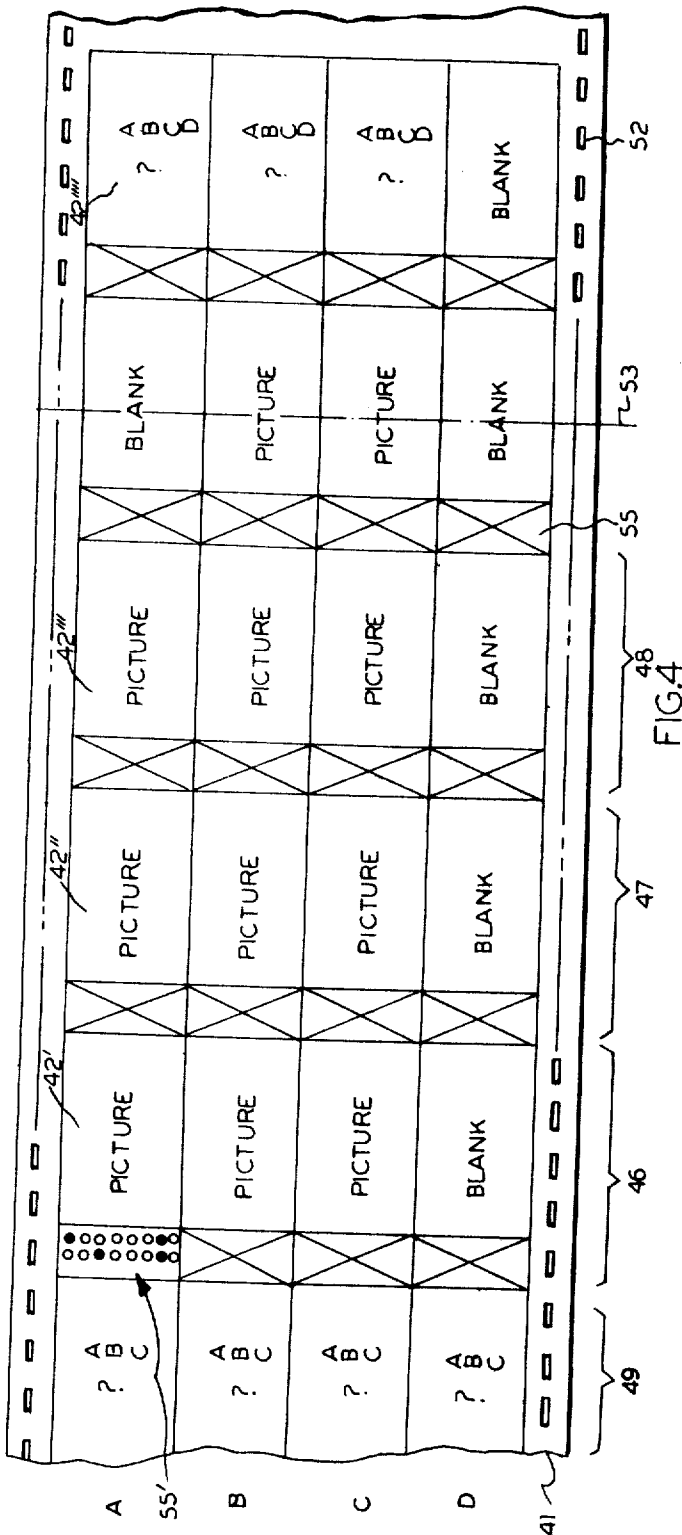 42' 42'' 42''' 42''''
A ? A B C PICTURE PICTURE PICTURE BLANK ? A B C D
55'
B ? A B C PICTURE PICTURE PICTURE PICTURE ? A B C D
C ? A B C PICTURE PICTURE PICTURE PICTURE ? A B C D
D ? A B C BLANK BLANK BLANK BLANK BLANK
41 55 53 52
49 46 47 48
FIG.4